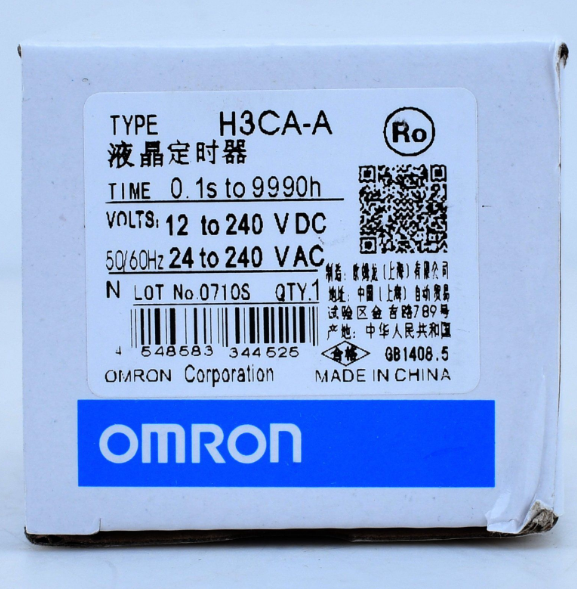 TYPE H3CA-A Ro
液晶定时器
TIME 0.1s to 9990h
VOLTS: 12 to 240 V DC
50/60Hz 24 to 240 VAC
N LOT No.0710S QTY.1
制造: 欧姆龙(上海)有限公司
地址: 中国(上海)自动贸易
试验区金吉路789号
产地: 中华人民共和国
4 548583 344525
合格 GB1408.5
OMRON Corporation MADE IN CHINA
OMRON